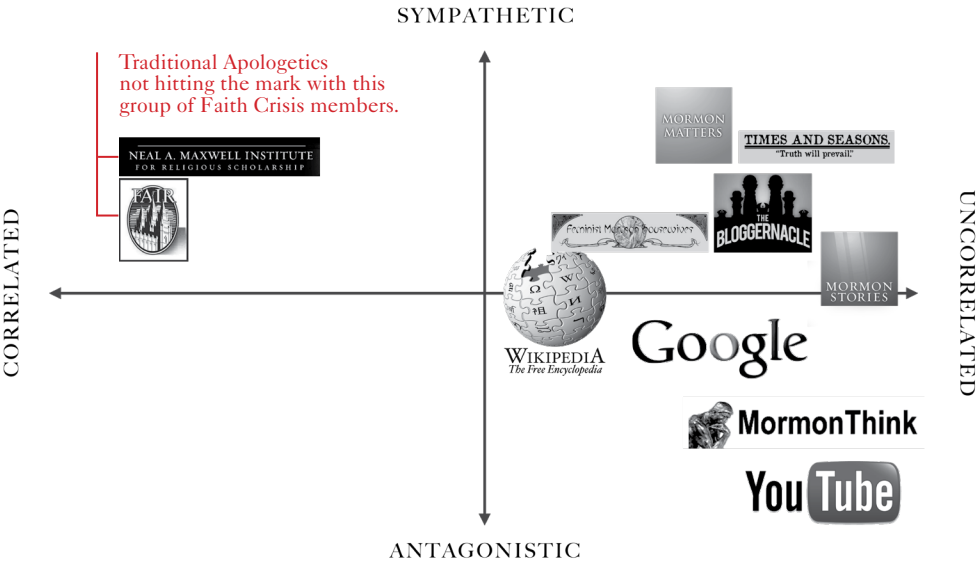 SYMPATHETIC
Traditional Apologetics
not hitting the mark with this
group of Faith Crisis members.
NEAL A. MAXWELL INSTITUTE
FOR RELIGIOUS SCHOLARSHIP
FAIR
MORMON
MATTERS
TIMES AND SEASONS.
"Truth will prevail."
Feminist Mormon Housewives
THE
BLOGGERNACLE
MORMON
STORIES
CORRELATED
UNCORRELATED
WIKIPEDIA
The Free Encyclopedia
Google
MormonThink
YouTube
ANTAGONISTIC